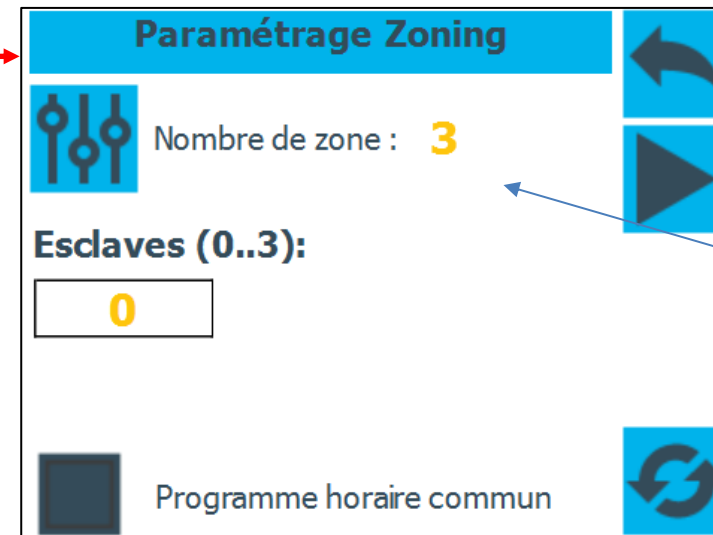 Paramétrage Zoning
Nombre de zone : 3
Esclaves (0..3):
0
Programme horaire commun